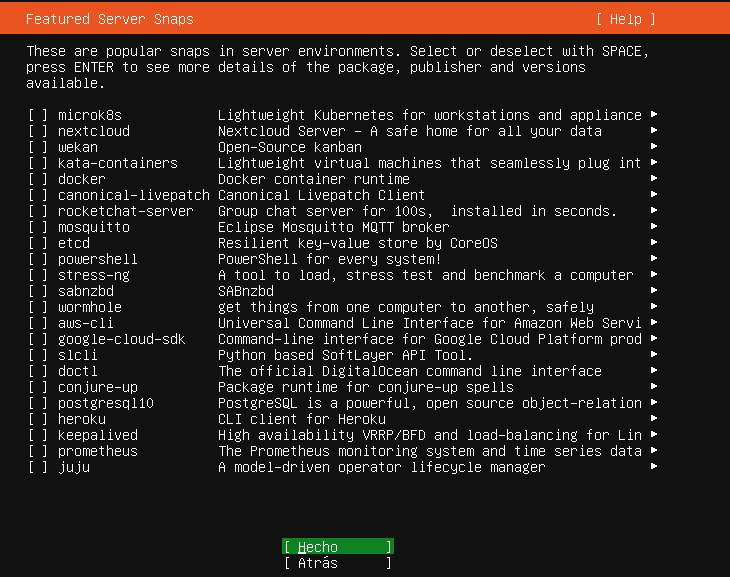 Featured Server Snaps [ Help ]
These are popular snaps in server environments. Select or deselect with SPACE,
press ENTER to see more details of the package, publisher and versions
available.
[ ] microk8s Lightweight Kubernetes for workstations and appliance ▸
[ ] nextcloud Nextcloud Server - A safe home for all your data ▸
[ ] wekan Open-Source kanban ▸
[ ] kata-containers Lightweight virtual machines that seamlessly plug int ▸
[ ] docker Docker container runtime ▸
[ ] canonical-livepatch Canonical Livepatch Client ▸
[ ] rocketchat-server Group chat server for 100s,  installed in seconds. ▸
[ ] mosquitto Eclipse Mosquitto MQTT broker ▸
[ ] etcd Resilient key-value store by CoreOS ▸
[ ] powershell PowerShell for every system! ▸
[ ] stress-ng A tool to load, stress test and benchmark a computer ▸
[ ] sabnzbd SABnzbd ▸
[ ] wormhole get things from one computer to another, safely ▸
[ ] aws-cli Universal Command Line Interface for Amazon Web Servi ▸
[ ] google-cloud-sdk Command-line interface for Google Cloud Platform prod ▸
[ ] slcli Python based SoftLayer API Tool. ▸
[ ] doctl The official DigitalOcean command line interface ▸
[ ] conjure-up Package runtime for conjure-up spells ▸
[ ] postgresql10 PostgreSQL is a powerful, open source object-relation ▸
[ ] heroku CLI client for Heroku ▸
[ ] keepalived High availability VRRP/BFD and load-balancing for Lin ▸
[ ] prometheus The Prometheus monitoring system and time series data ▸
[ ] juju A model-driven operator lifecycle manager ▸
[ Hecho ]
[ Atrás ]